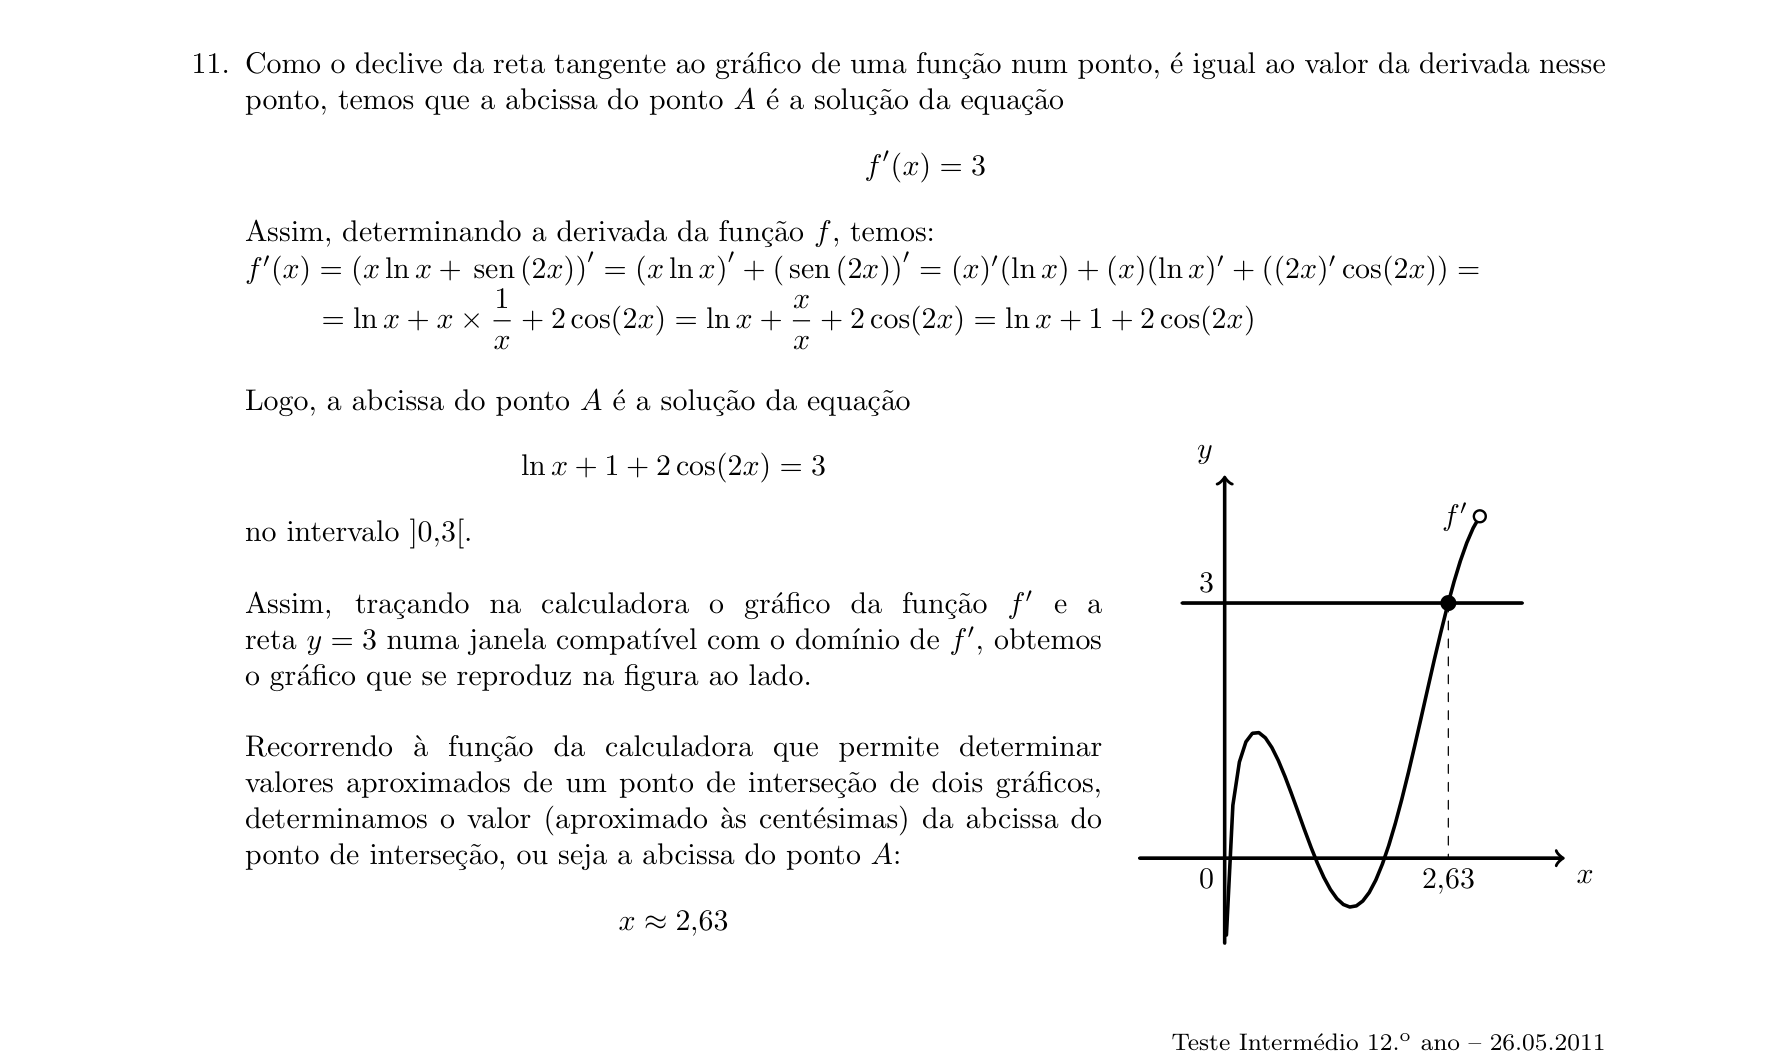 11. Como o declive da reta tangente ao gráfico de uma função num ponto, é igual ao valor da derivada nesse
ponto, temos que a abcissa do ponto A é a solução da equação
f′(x) = 3
Assim, determinando a derivada da função f, temos:
f′(x) = (x ln x + sen (2x))′ = (x ln x)′ + ( sen (2x))′ = (x)′(ln x) + (x)(ln x)′ + ((2x)′ cos(2x)) =
= ln x + x × 1/x + 2 cos(2x) = ln x + x/x + 2 cos(2x) = ln x + 1 + 2 cos(2x)
Logo, a abcissa do ponto A é a solução da equação
ln x + 1 + 2 cos(2x) = 3
no intervalo ]0,3[.
Assim, traçando na calculadora o gráfico da função f′ e a
reta y = 3 numa janela compatível com o domínio de f′, obtemos
o gráfico que se reproduz na figura ao lado.
Recorrendo à função da calculadora que permite determinar
valores aproximados de um ponto de interseção de dois gráficos,
determinamos o valor (aproximado às centésimas) da abcissa do
ponto de interseção, ou seja a abcissa do ponto A:
x ≈ 2,63
y
f′
3
0
2,63
x
Teste Intermédio 12.º ano – 26.05.2011